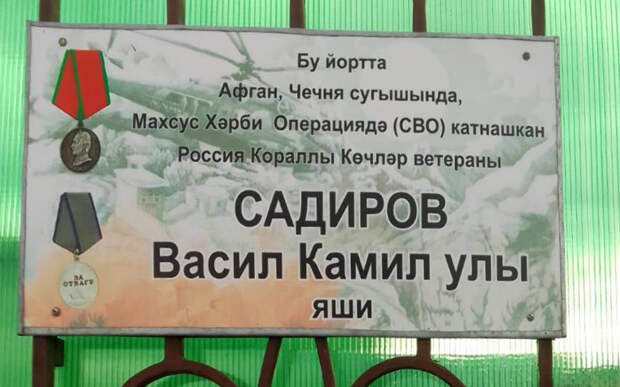 Бу йортта
Афган, Чечня сугышында,
Махсус Хәрби Операциядә (СВО) катнашкан
Россия Кораллы Көчләр ветераны
САДИРОВ
Васил Камил улы
яши
ЗА
ОТВАГУ